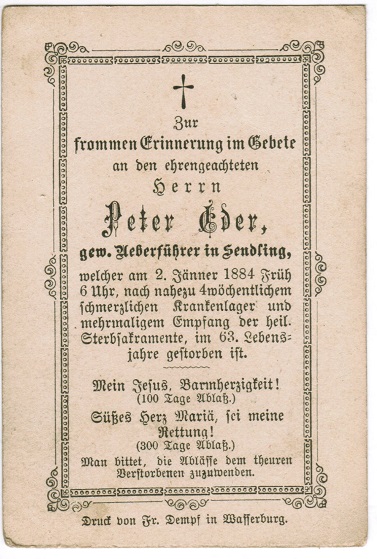 Zur
frommen Erinnerung im Gebete
an den ehrengeachteten
Herrn
Peter Eder,
gew. Ueberführer in Sendling,
welcher am 2. Jänner 1884 Früh
6 Uhr, nach nahezu 4wöchentlichem
schmerzlichen Krankenlager und
mehrmaligem Empfang der heil.
Sterbsakramente, im 63. Lebens-
jahre gestorben ist.
Mein Jesus, Barmherzigkeit!
(100 Tage Ablaß.)
Süßes Herz Mariä, sei meine
Rettung!
(300 Tage Ablaß.)
Man bittet, die Ablässe dem theuren
Verstorbenen zuzuwenden.
Druck von Fr. Dempf in Wasserburg.